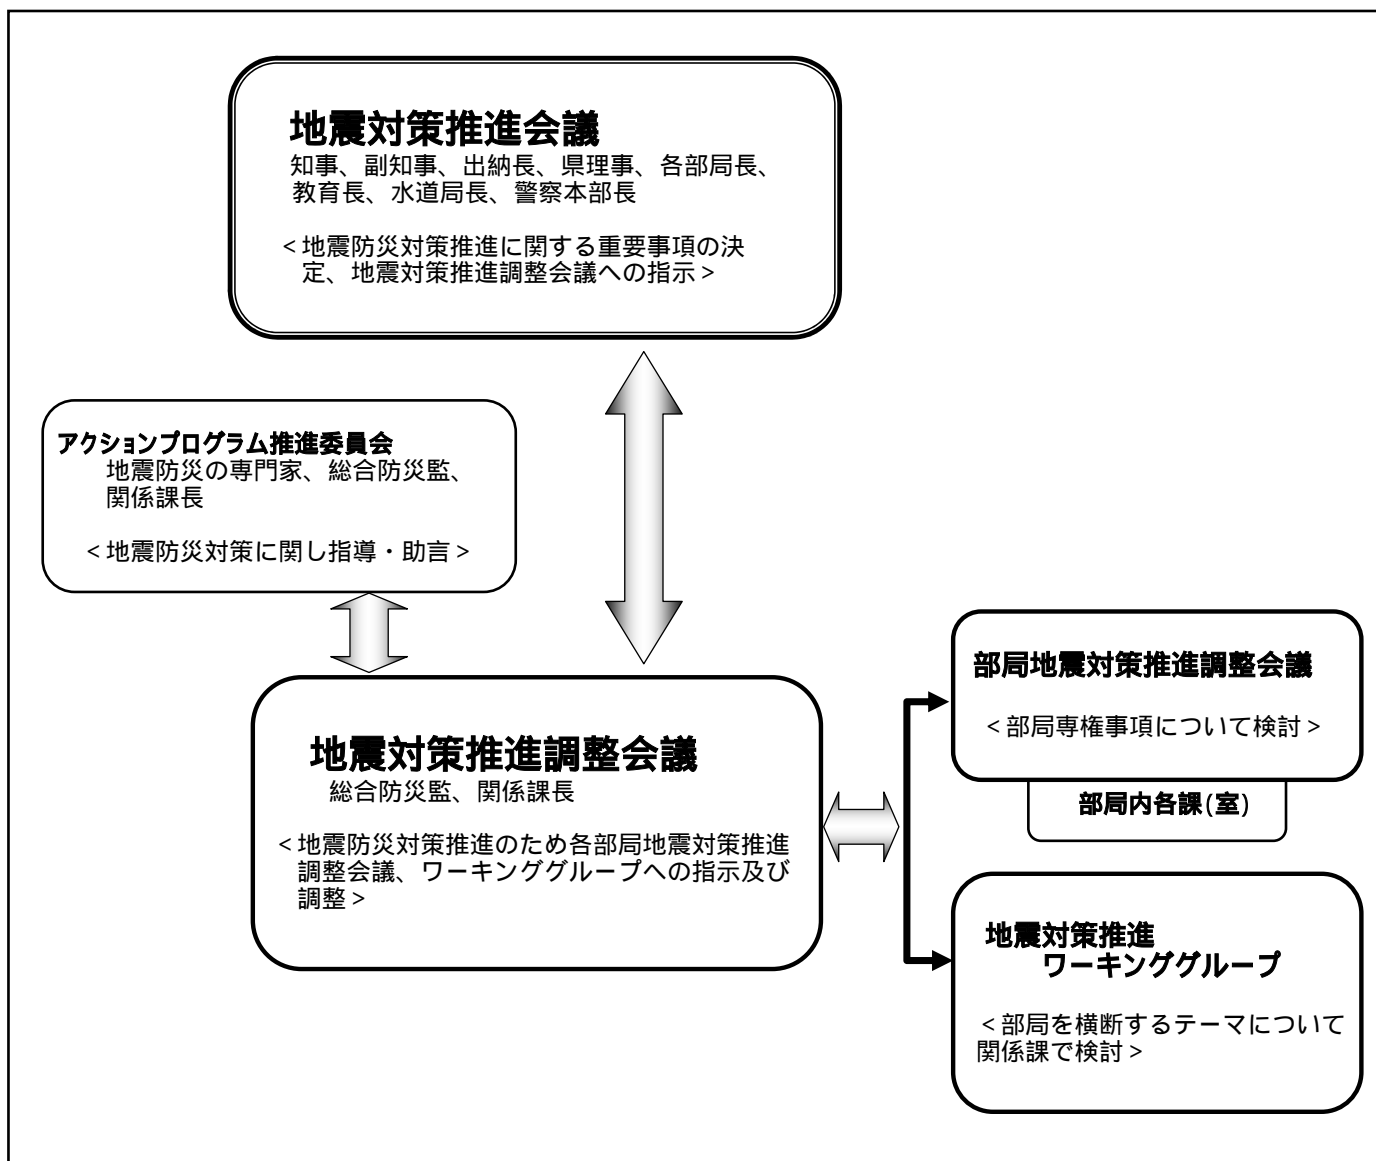 地震対策推進会議
知事、副知事、出納長、県理事、各部局長、
教育長、水道局長、警察本部長
<地震防災対策推進に関する重要事項の決
定、地震対策推進調整会議への指示>
アクションプログラム推進委員会
地震防災の専門家、総合防災監、
関係課長
<地震防災対策に関し指導・助言>
地震対策推進調整会議
総合防災監、関係課長
<地震防災対策推進のため各部局地震対策推進
調整会議、ワーキンググループへの指示及び
調整>
部局地震対策推進調整会議
<部局専権事項について検討>
部局内各課(室)
地震対策推進
ワーキンググループ
<部局を横断するテーマについて
関係課で検討>